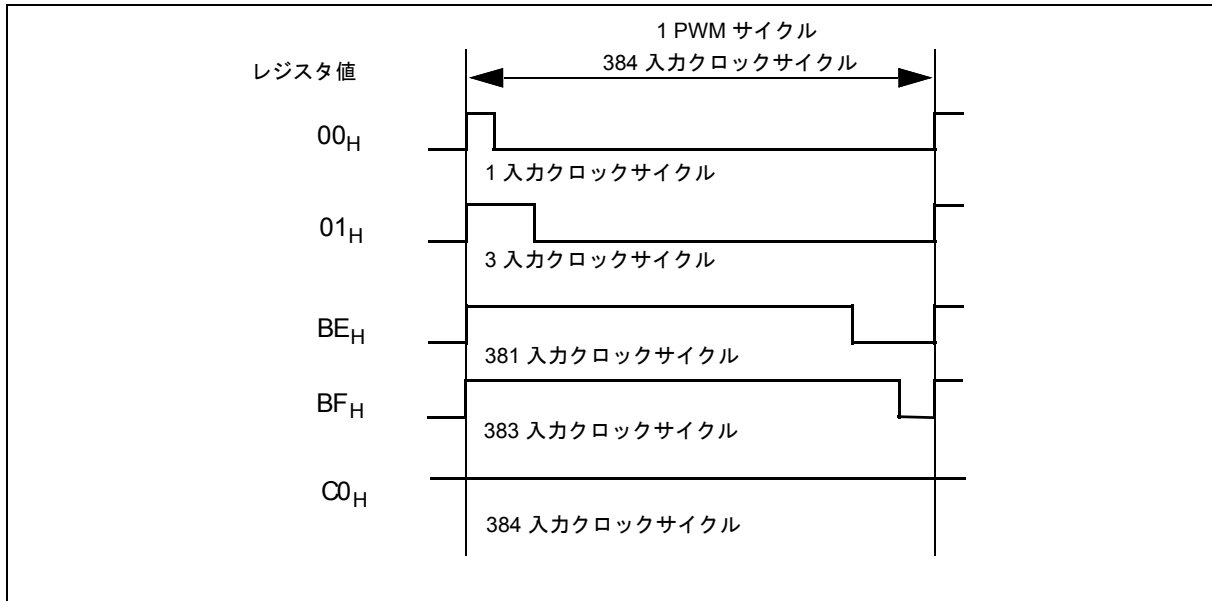 1 PWM サイクル
384 入力クロックサイクル
レジスタ値
00H
1 入力クロックサイクル
01H
3 入力クロックサイクル
BEH
381 入力クロックサイクル
BFH
383 入力クロックサイクル
C0H
384 入力クロックサイクル